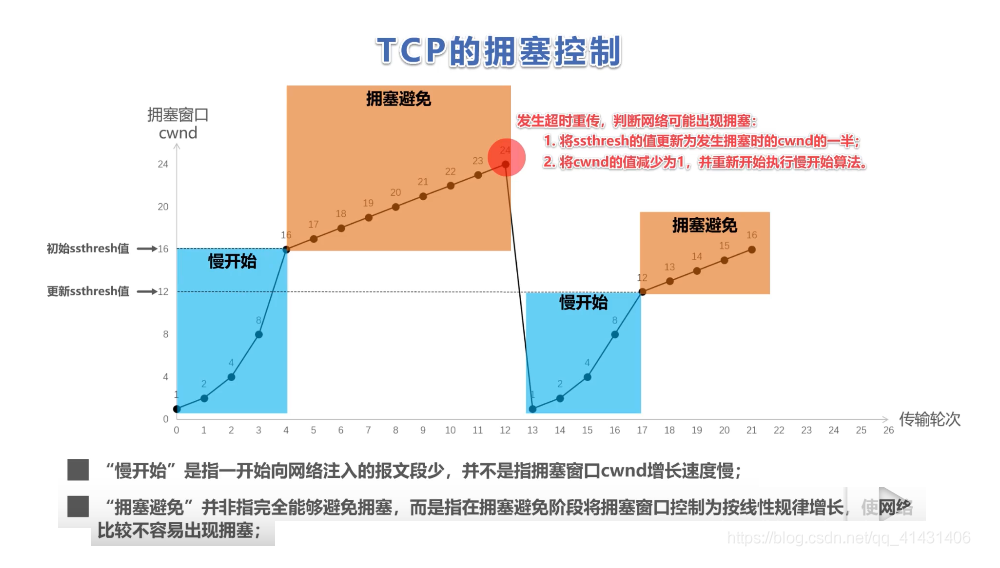 TCP的拥塞控制
拥塞窗口
cwnd
拥塞避免
发生超时重传，判断网络可能出现拥塞：
1. 将ssthresh的值更新为发生拥塞时的cwnd的一半；
2. 将cwnd的值减少为1，并重新开始执行慢开始算法。
24
24
23
22
21
20
20
19
18
17
16
拥塞避免
16
15
14
13
12
初始ssthresh值
16
慢开始
更新ssthresh值
12
慢开始
8
8
8
4
4
4
2
2
1
1
0
0 1 2 3 4 5 6 7 8 9 10 11 12 13 14 15 16 17 18 19 20 21 22 23 24 25 26
传输轮次
“慢开始”是指一开始向网络注入的报文段少，并不是指拥塞窗口cwnd增长速度慢；
“拥塞避免”并非指完全能够避免拥塞，而是指在拥塞避免阶段将拥塞窗口控制为按线性规律增长，使网络
比较不容易出现拥塞；
https://blog.csdn.net/qq_41431406